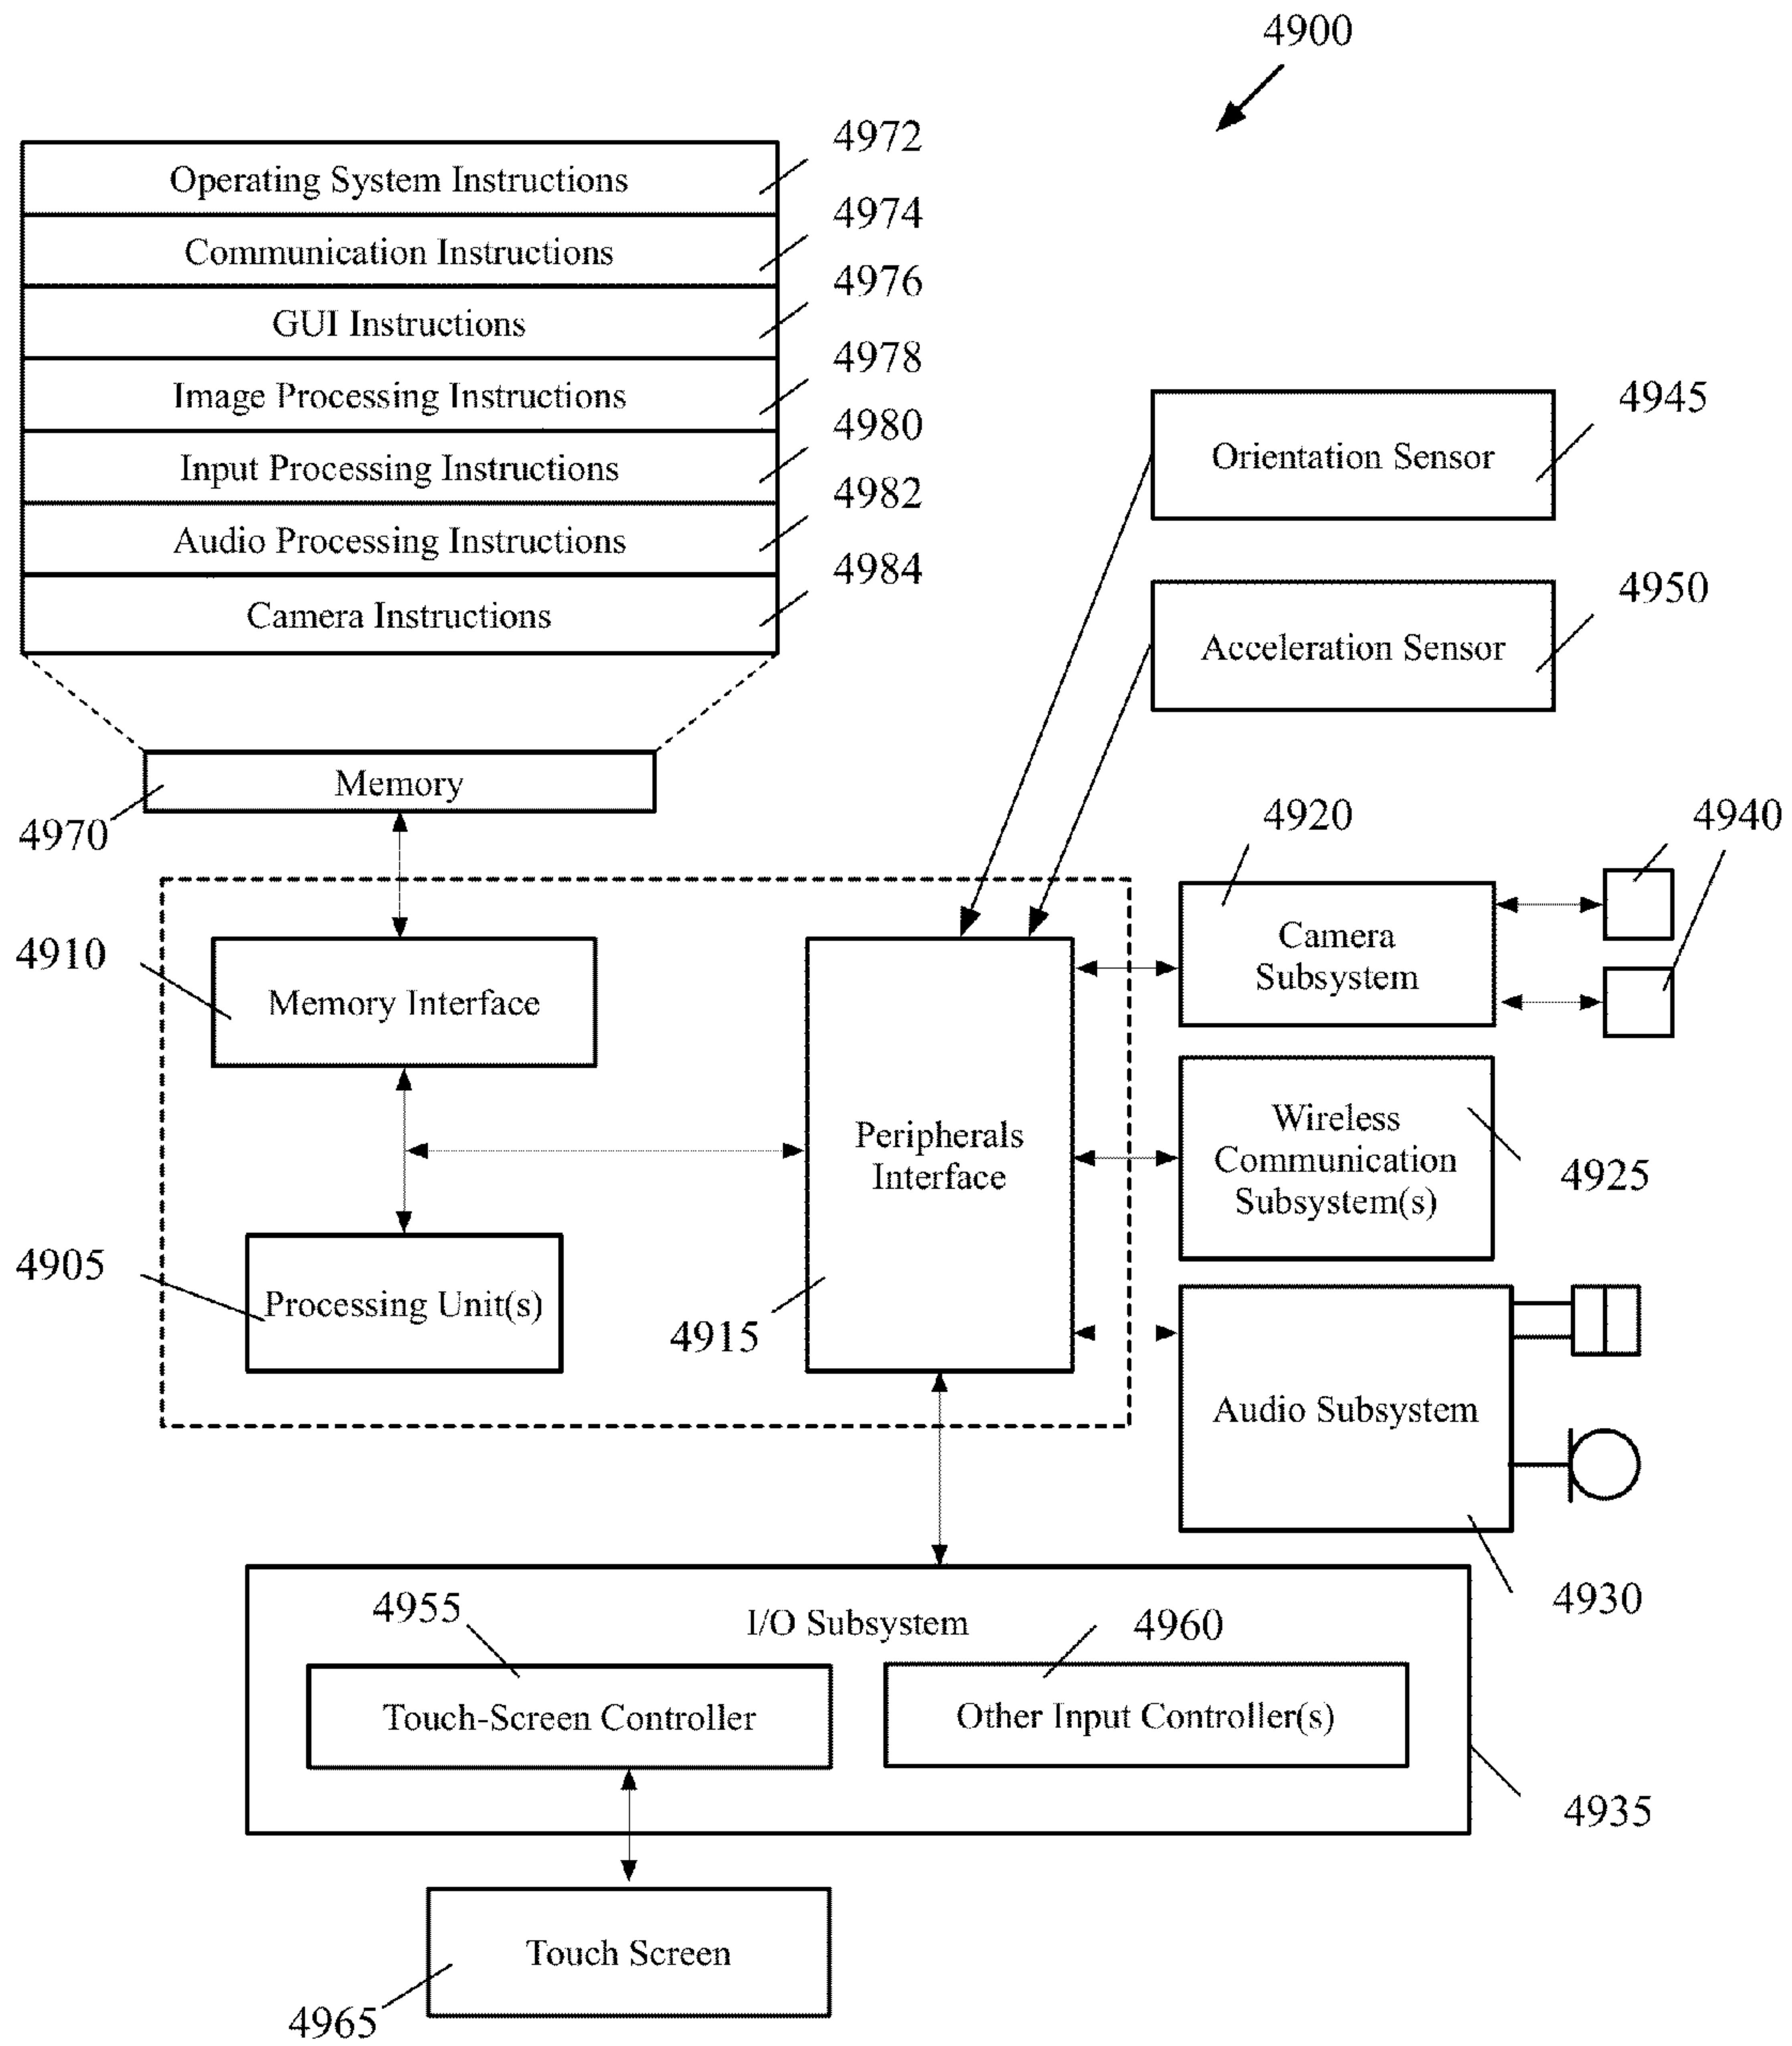 4900
4972
Operating System Instructions
4974
Communication Instructions
4976
GUI Instructions
4978
Image Processing Instructions
4980
Input Processing Instructions
4982
Audio Processing Instructions
4984
Camera Instructions
4945
Orientation Sensor
4950
Acceleration Sensor
Memory
4970
4920
4940
Camera
Subsystem
4910
Memory Interface
Peripherals
Interface
Wireless
Communication
Subsystem(s)
4925
4905
Processing Unit(s)
4915
Audio Subsystem
4930
4955
I/O Subsystem
4960
Touch-Screen Controller
Other Input Controller(s)
4935
Touch Screen
4965